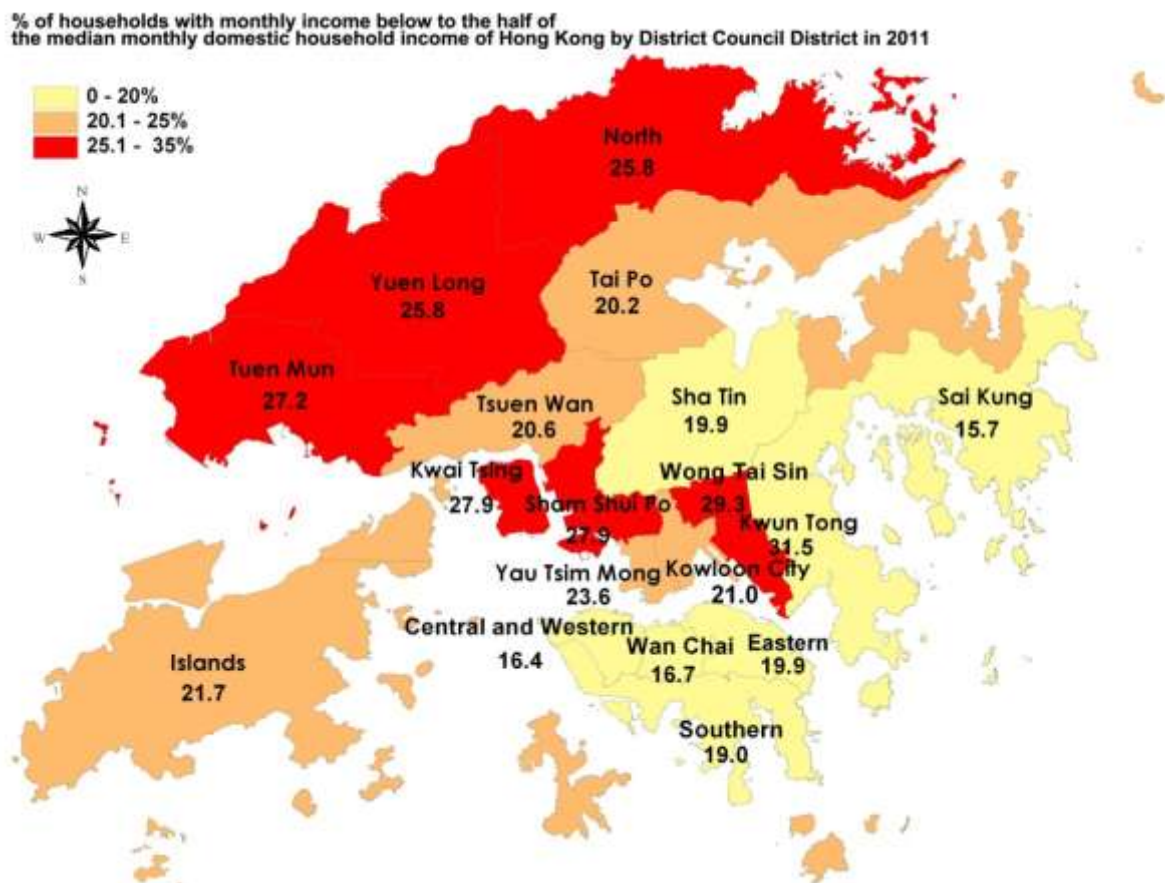 % of households with monthly income below to the half of
the median monthly domestic household income of Hong Kong by District Council District in 2011
0 - 20%
20.1 - 25%
25.1 - 35%
N
W E
S
North
25.8
Yuen Long
25.8
Tai Po
20.2
Tuen Mun
27.2
Tsuen Wan
20.6
Sha Tin
19.9
Sai Kung
15.7
Kwai Tsing
27.9
Wong Tai Sin
29.3
Sham Shui Po
27.9
Kwun Tong
31.5
Yau Tsim Mong
23.6
Kowloon City
21.0
Central and Western
16.4
Wan Chai
16.7
Eastern
19.9
Islands
21.7
Southern
19.0